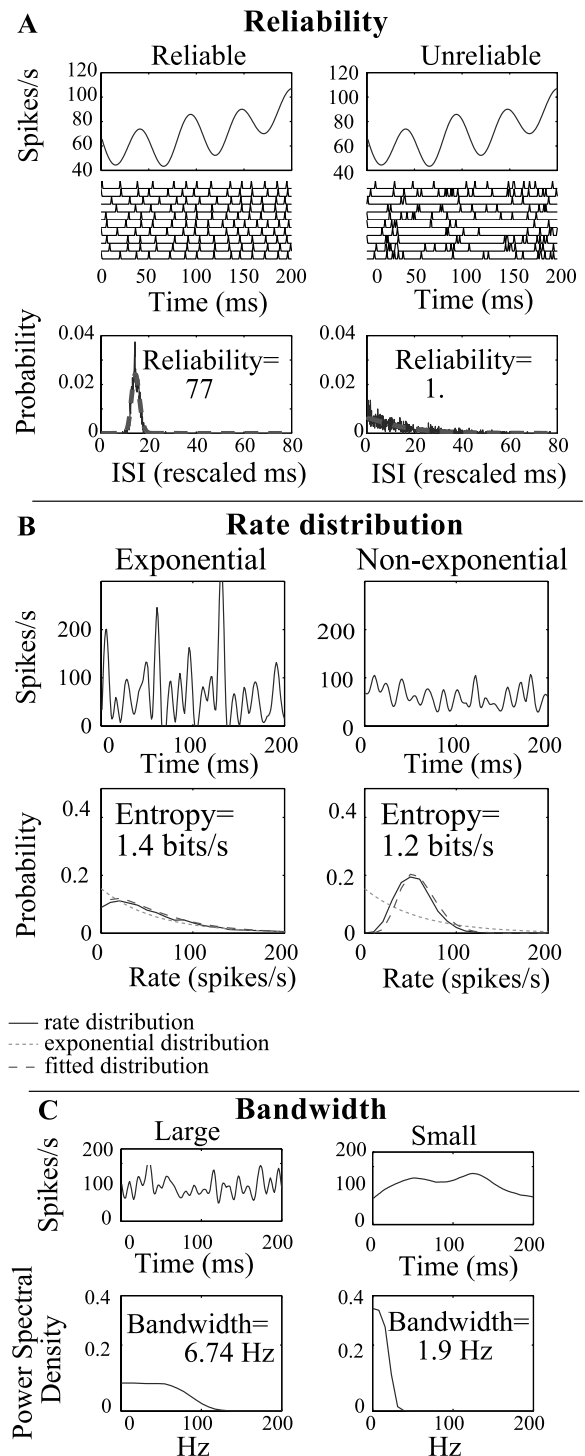 A Reliability
Reliable Unreliable
Spikes/s
120
100
80
60
40
0 50 100 150 200 0 50 100 150 200
Time (ms) Time (ms)
Probability
0.04
0.02
0
Reliability= 77
0.04
0.02
0
Reliability= 1.
0 20 40 60 80 0 20 40 60 80
ISI (rescaled ms) ISI (rescaled ms)
B Rate distribution
Exponential Non-exponential
Spikes/s
200
100
0
200
100
0
0 100 200 0 100 200
Time (ms) Time (ms)
Probability
0.4
0.2
0
Entropy=
1.4 bits/s
0.4
0.2
0
Entropy=
1.2 bits/s
0 100 200 0 100 200
Rate (spikes/s) Rate (spikes/s)
rate distribution
exponential distribution
fitted distribution
C Bandwidth
Large Small
Spikes/s
200
100
0
200
100
0
0 100 200 0 100 200
Time (ms) Time (ms)
Power Spectral
Density
0.4
0.2
0
Bandwidth=
6.74 Hz
0.4
0.2
0
Bandwidth=
1.9 Hz
0 100 200 0 100 200
Hz Hz